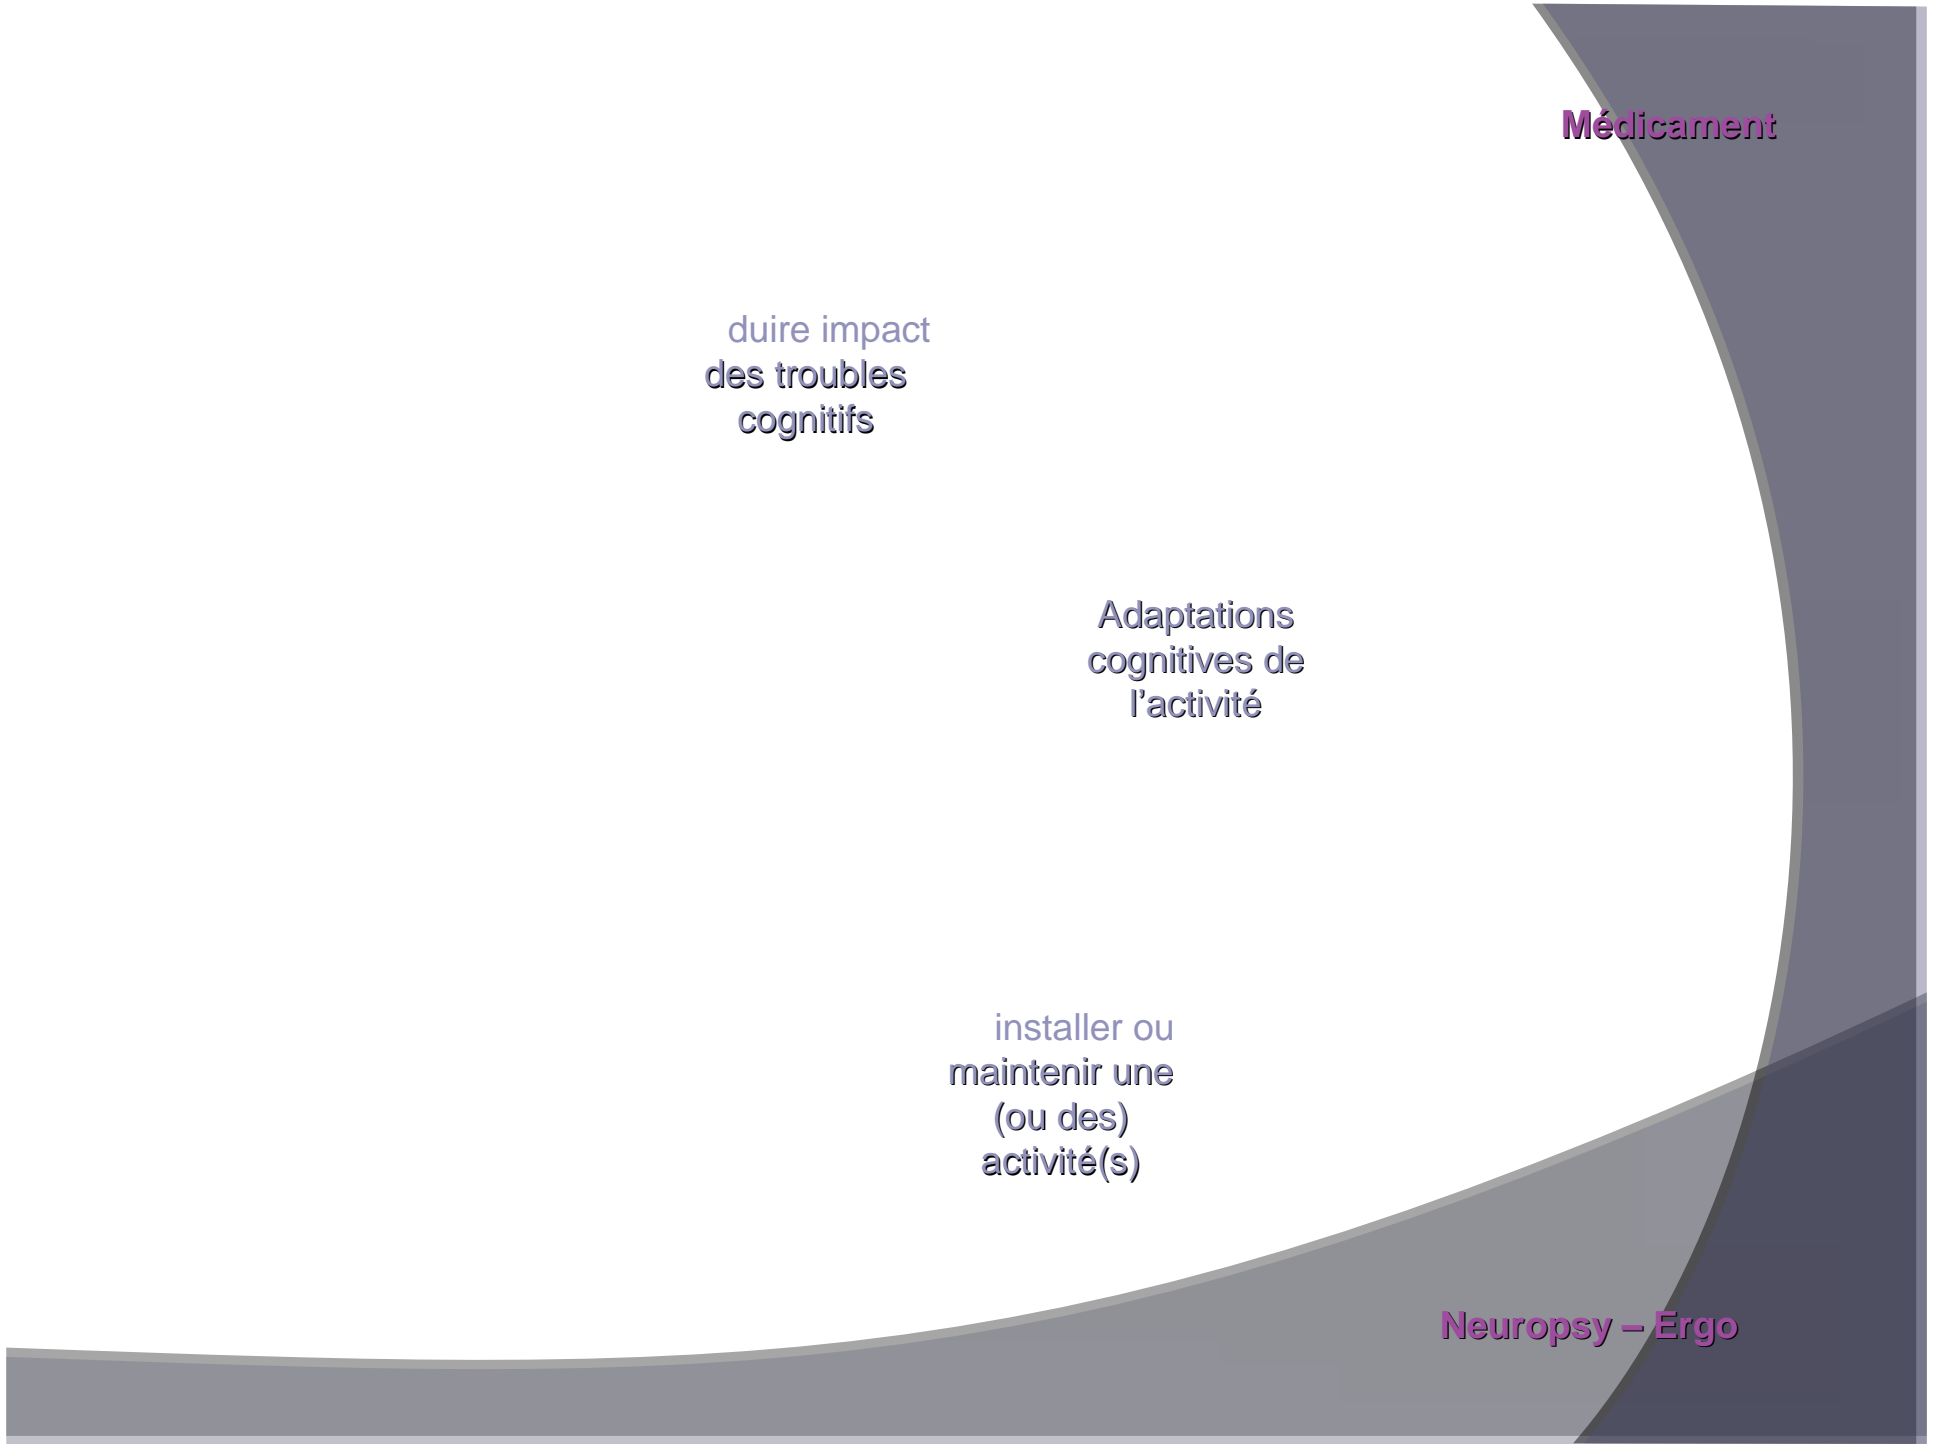 Médicament
duire impact
des troubles
cognitifs
Adaptations
cognitives de
l’activité
installer ou
maintenir une
(ou des)
activité(s)
Neuropsy – Ergo